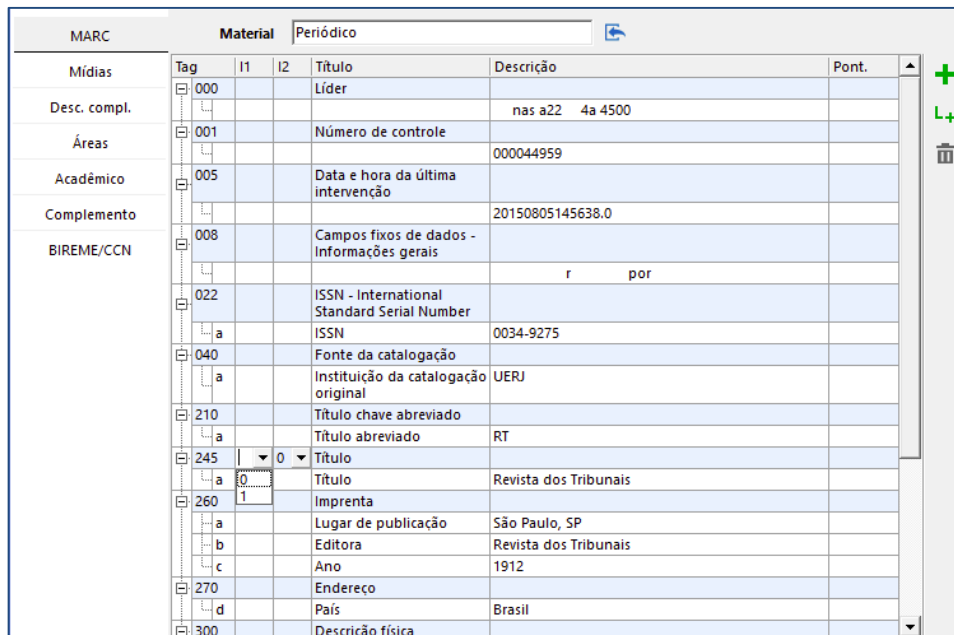 MARC
Mídias
Desc. compl.
Áreas
Acadêmico
Complemento
BIREME/CCN
Material Periódico
Tag I1 I2 Título Descrição Pont.
000 Líder
nas a22 4a 4500
001 Número de controle
000044959
005 Data e hora da última
intervenção
20150805145638.0
008 Campos fixos de dados -
Informações gerais
r por
022 ISSN - International
Standard Serial Number
a ISSN 0034-9275
040 Fonte da catalogação
a Instituição da catalogação UERJ
original
210 Título chave abreviado
a Título abreviado RT
245 0 Título
a 0 Título Revista dos Tribunais
1
260 Imprenta
a Lugar de publicação São Paulo, SP
b Editora Revista dos Tribunais
c Ano 1912
270 Endereço
d País Brasil
300 Descrição física